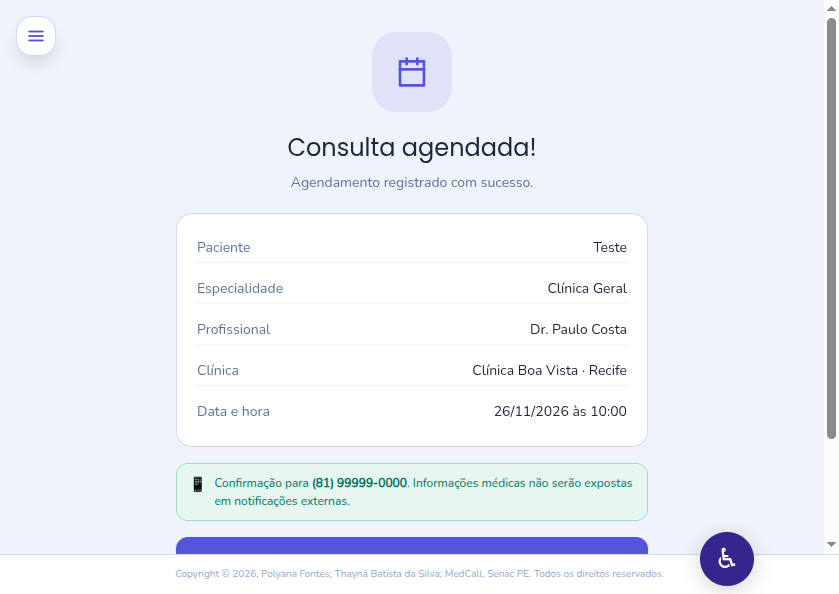 Consulta agendada!
Agendamento registrado com sucesso.
Paciente Teste
Especialidade Clínica Geral
Profissional Dr. Paulo Costa
Clínica Clínica Boa Vista · Recife
Data e hora 26/11/2026 às 10:00
Confirmação para (81) 99999-0000. Informações médicas não serão expostas
em notificações externas.
Copyright © 2026, Polyana Fontes; Thayná Batista da Silva; MedCall, Senac PE. Todos os direitos reservados.